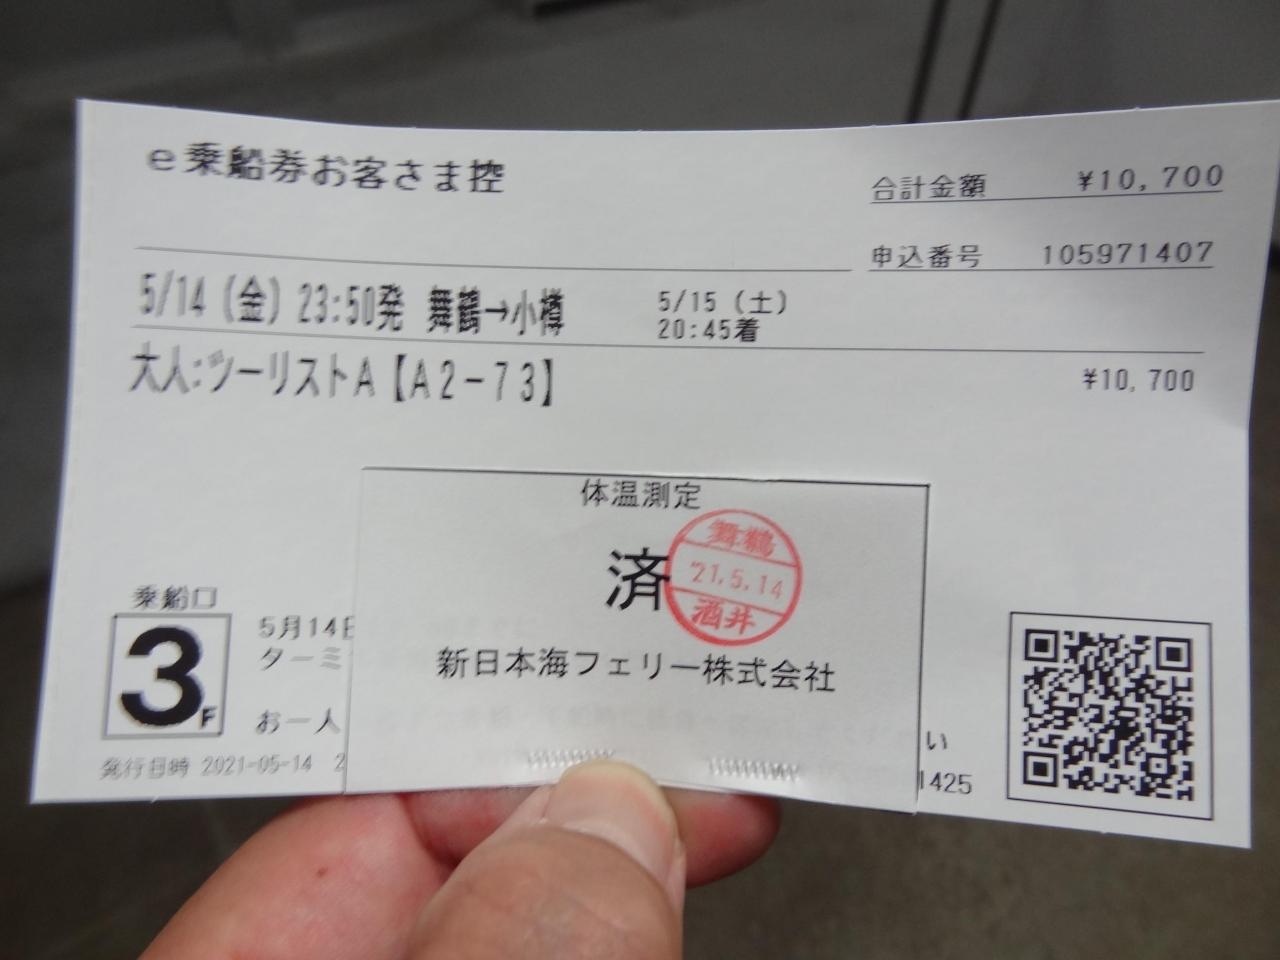 e乗船券お客さま控
合計金額 ¥10,700
申込番号 105971407
5/14 (金) 23:50発 舞鶴→小樽
5/15 (土)
20:45着
大人:ツーリストA【A2-73】 ¥10,700
体温測定
済
舞鶴
'21.5.14
酒井
新日本海フェリー株式会社
乗船口
3F
5月14日
ターミ
お一人
い
発行日時 2021-05-14 2
1425